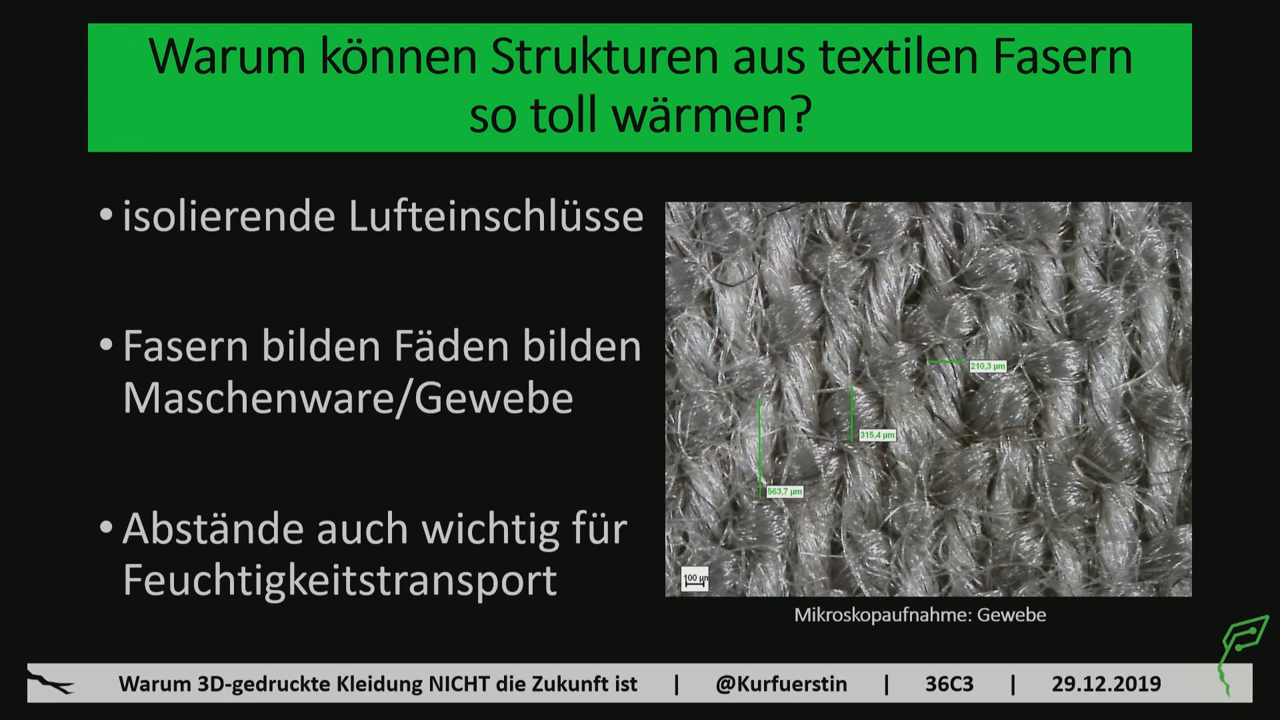 Warum können Strukturen aus textilen Fasern
so toll wärmen?
• isolierende Lufteinschlüsse
• Fasern bilden Fäden bilden
Maschenware/Gewebe
• Abstände auch wichtig für
Feuchtigkeitstransport
210,3 µm
315,4 µm
563,7 µm
100 µm
Mikroskopaufnahme: Gewebe
Warum 3D-gedruckte Kleidung NICHT die Zukunft ist | @Kurfuerstin | 36C3 | 29.12.2019